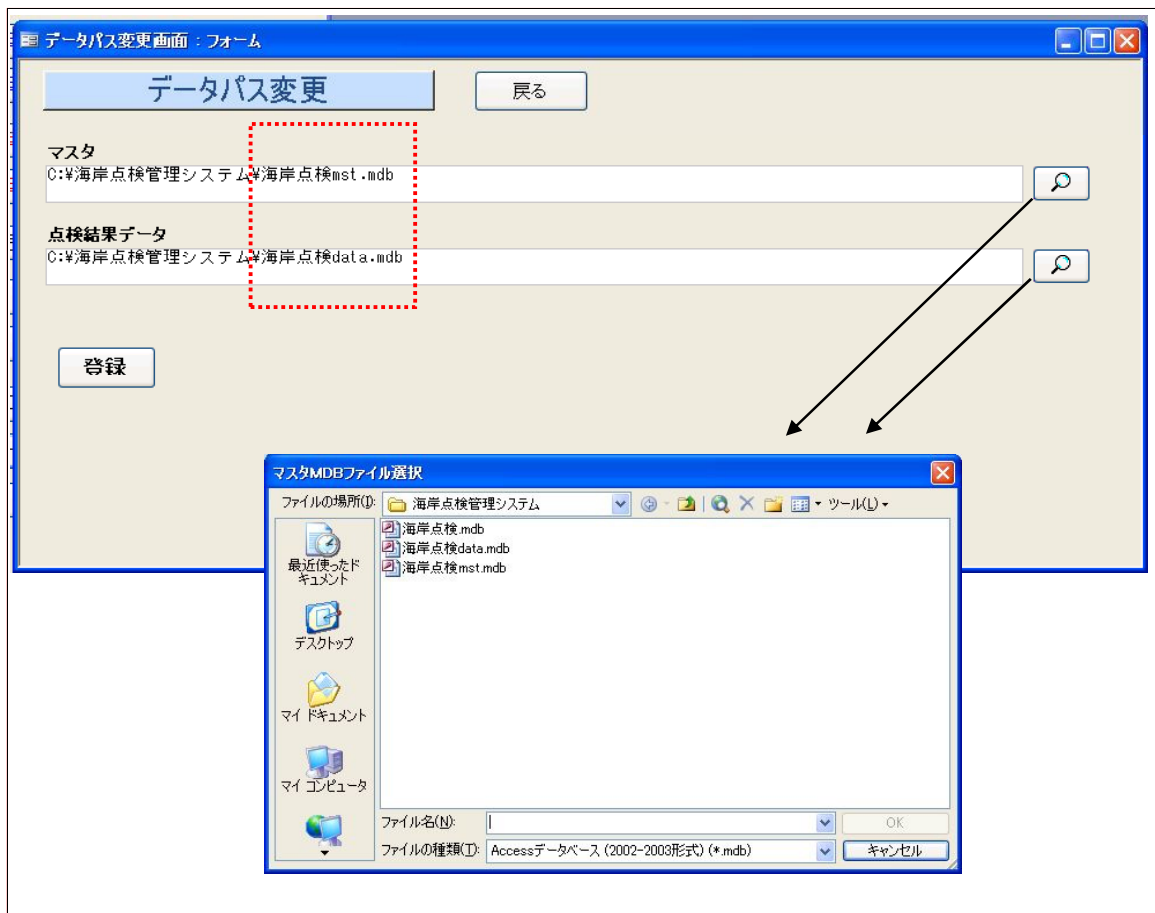 データパス変更画面：フォーム
データパス変更
戻る
マスタ
C:¥海岸点検管理システム¥海岸点検mst.mdb
点検結果データ
C:¥海岸点検管理システム¥海岸点検data.mdb
登録
マスタMDBファイル選択
ファイルの場所(I):
海岸点検管理システム
ツール(L)
海岸点検.mdb
海岸点検data.mdb
海岸点検mst.mdb
最近使ったド
キュメント
デスクトップ
マイ ドキュメント
マイ コンピュータ
ファイル名(N):
OK
ファイルの種類(T):
Accessデータベース (2002-2003形式) (*.mdb)
キャンセル